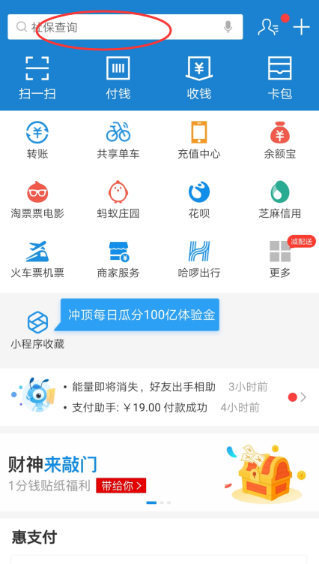 社保查询
扫一扫 付钱 收钱 卡包
转账 共享单车 充值中心 余额宝
淘票票电影 蚂蚁庄园 花呗 芝麻信用
减配送
火车票机票 商家服务 哈啰出行 更多
冲顶每日瓜分100亿体验金
小程序收藏
• 能量即将消失，好友出手相助 3小时前
• 支付助手: ￥19.00 付款成功 4小时前
财神来敲门
1分钱贴纸福利 带给你>
惠支付